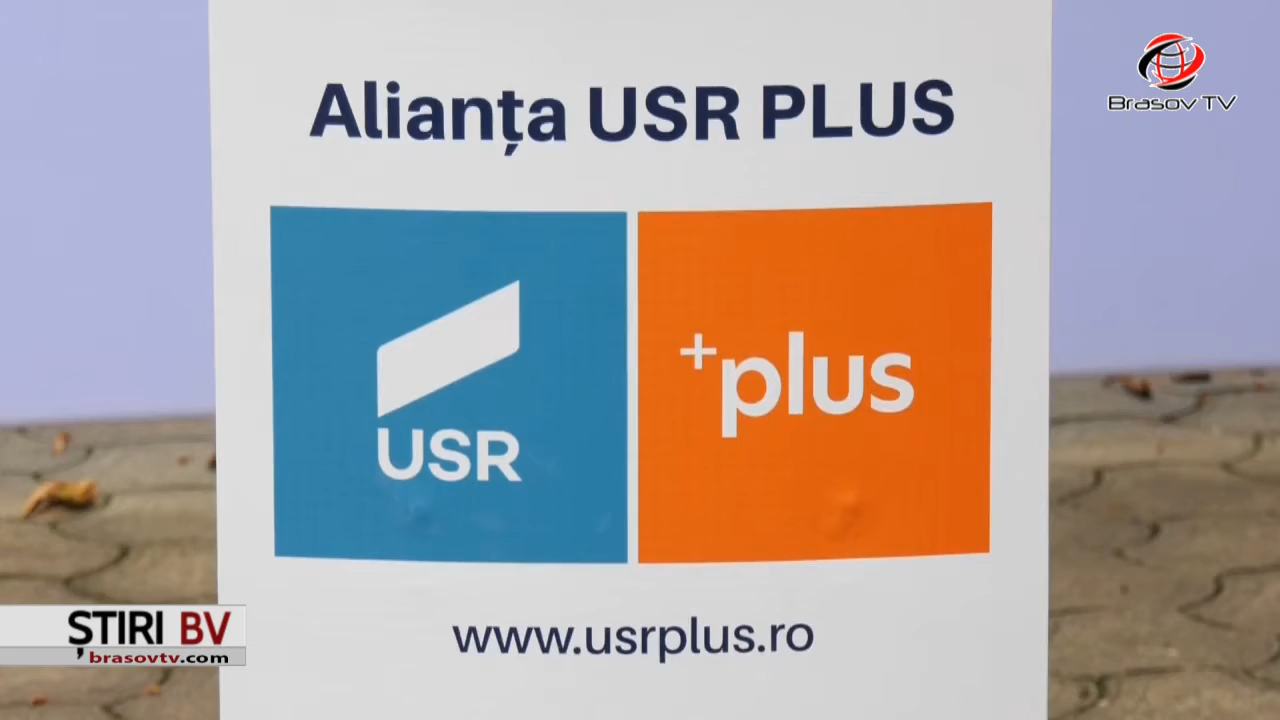 Alianța USR PLUS
Brasov TV
USR
+plus
www.usrplus.ro
ȘTIRI BV
brasovtv.com